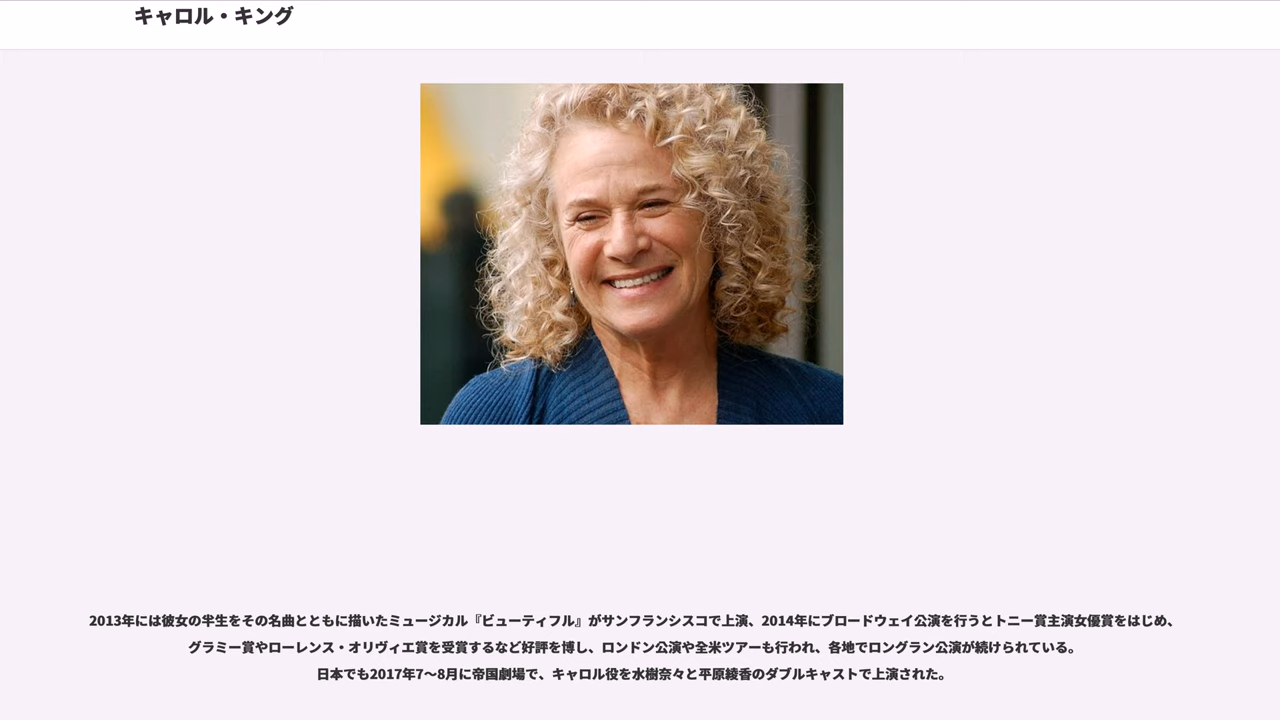 キャロル・キング
2013年には彼女の半生をその名曲とともに描いたミュージカル『ビューティフル』がサンフランシスコで上演、2014年にブロードウェイ公演を行うとトニー賞主演女優賞をはじめ、
グラミー賞やローレンス・オリヴィエ賞を受賞するなど好評を博し、ロンドン公演や全米ツアーも行われ、各地でロングラン公演が続けられている。
日本でも2017年7〜8月に帝国劇場で、キャロル役を水樹奈々と平原綾香のダブルキャストで上演された。